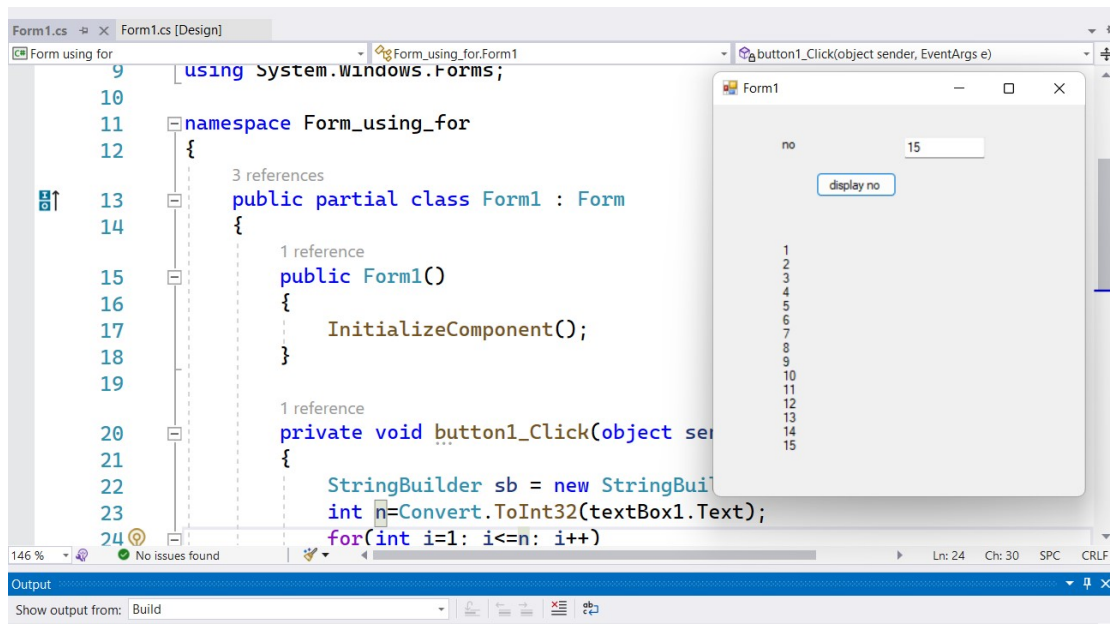 Form1.cs Form1.cs [Design]
C# Form using for Form_using_for.Form1 button1_Click(object sender, EventArgs e)
9 using System.Windows.Forms;
10
11 namespace Form_using_for
12 {
3 references
13 public partial class Form1 : Form
14 {
1 reference
15 public Form1()
16 {
17 InitializeComponent();
18 }
19
1 reference
20 private void button1_Click(object ser
21 {
22 StringBuilder sb = new StringBuil
23 int n=Convert.ToInt32(textBox1.Text);
24 for(int i=1; i<=n; i++)
Form1
no 15
display no
1
2
3
4
5
6
7
8
9
10
11
12
13
14
15
146 % No issues found Ln: 24 Ch: 30 SPC CRLF
Output
Show output from: Build